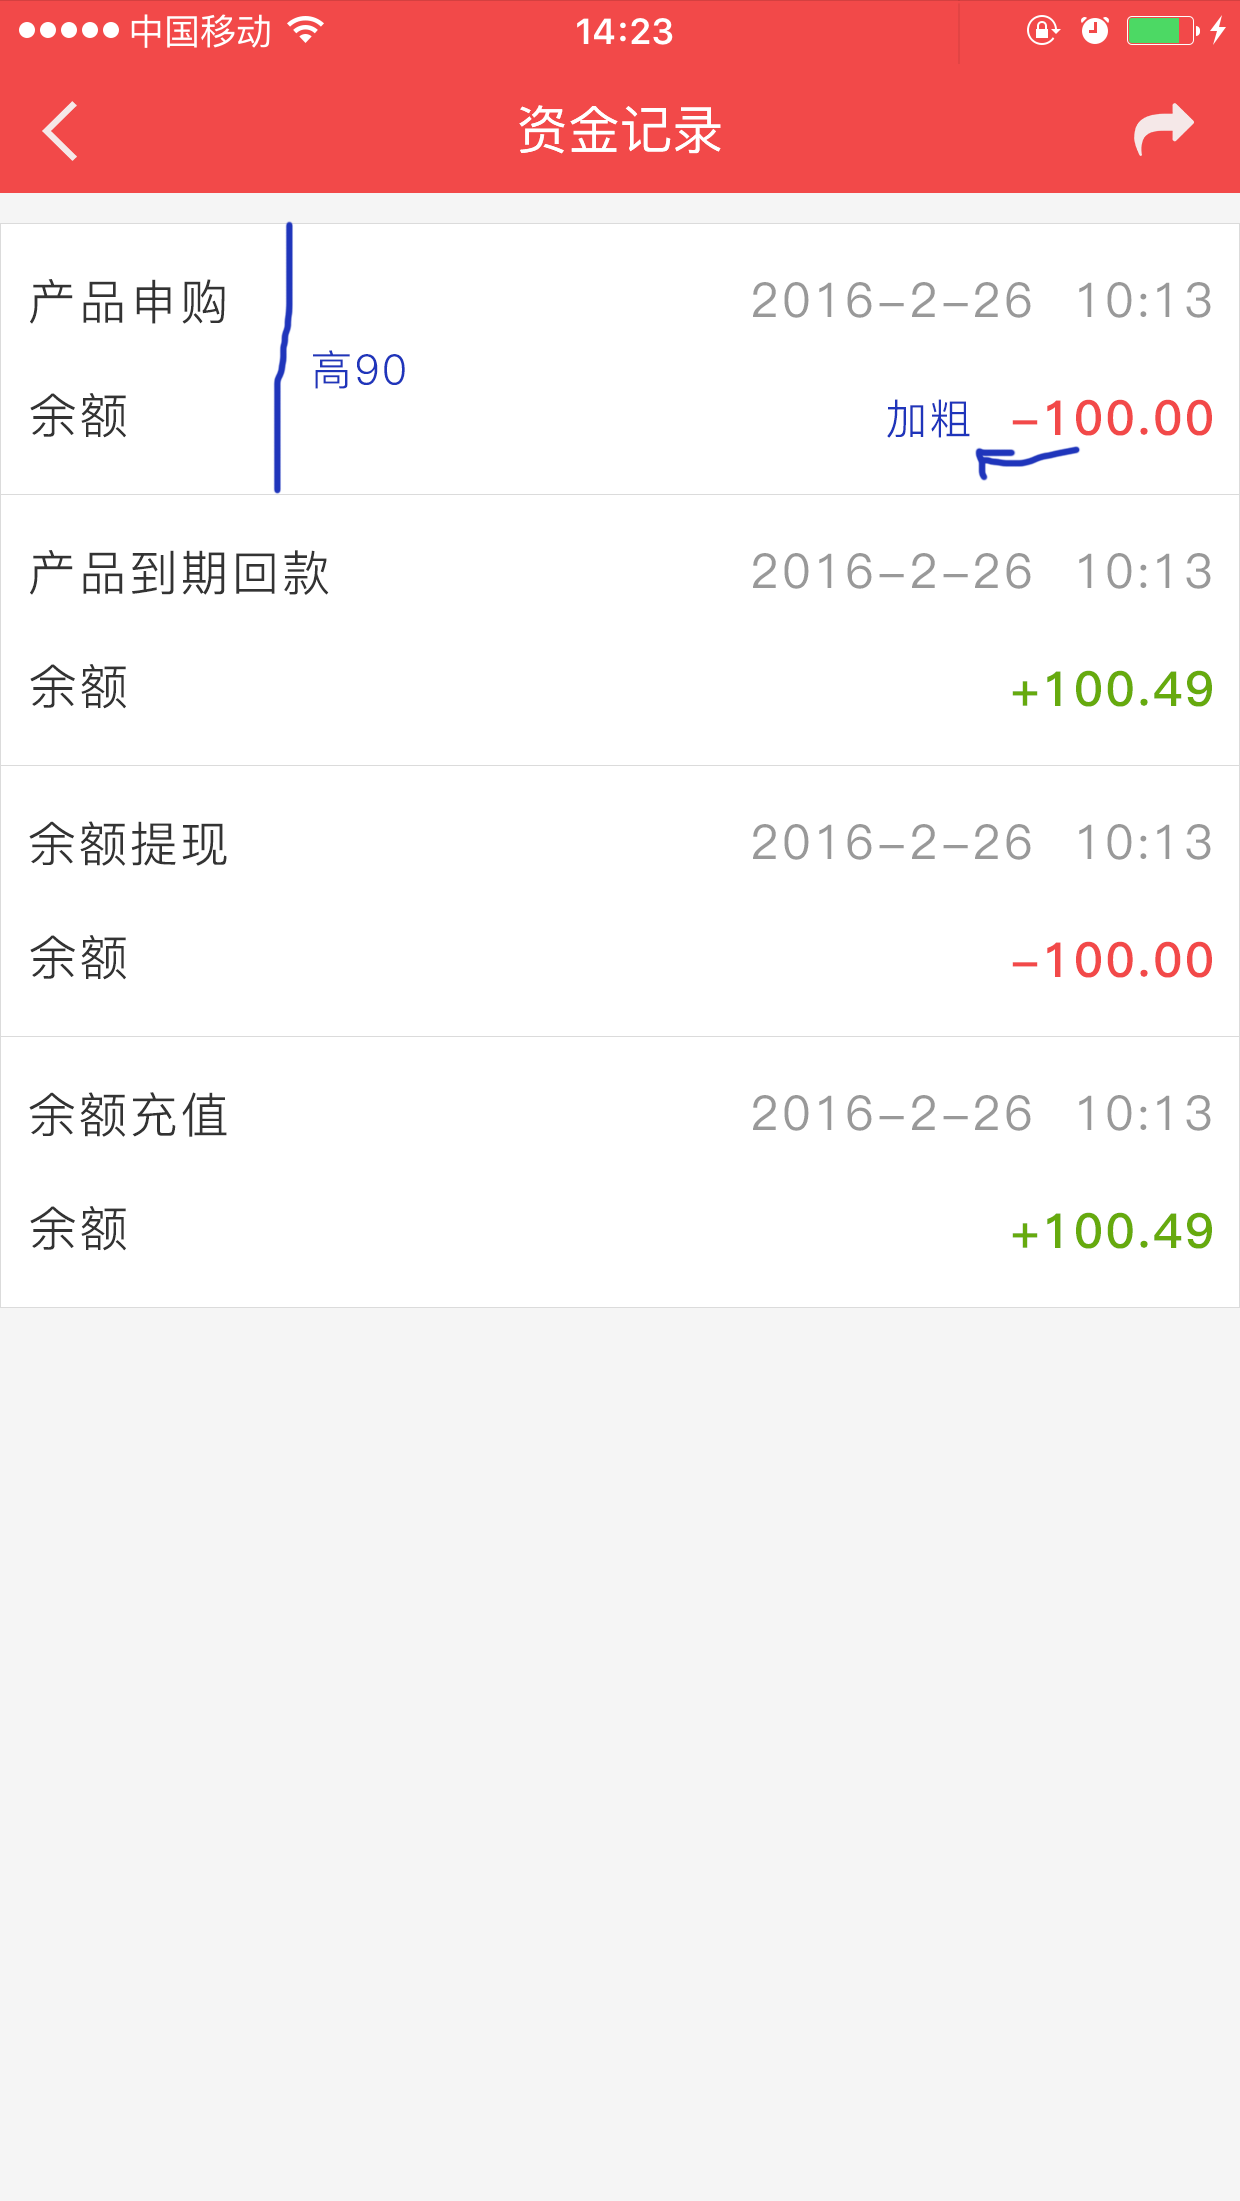 中国移动 14:23
资金记录
产品申购 2016-2-26 10:13
高90
余额 加粗 -100.00
产品到期回款 2016-2-26 10:13
余额 +100.49
余额提现 2016-2-26 10:13
余额 -100.00
余额充值 2016-2-26 10:13
余额 +100.49